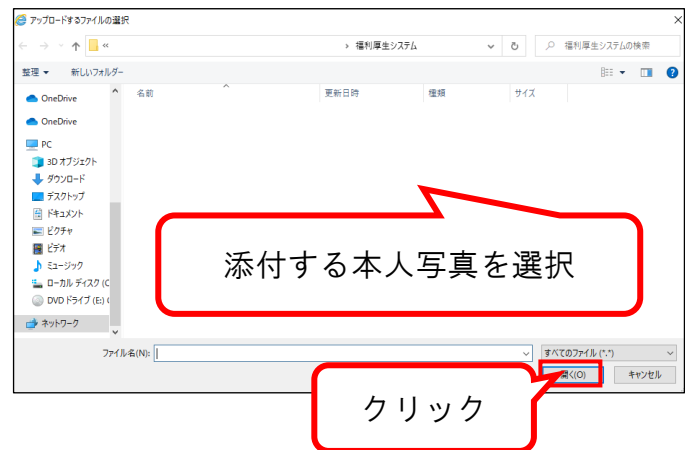 アップロードするファイルの選択
«
› 福利厚生システム
福利厚生システムの検索
整理 ▼ 新しいフォルダー
名前 更新日時 種類 サイズ
OneDrive
OneDrive
PC
3D オブジェクト
ダウンロード
デスクトップ
ドキュメント
ピクチャ
ビデオ
ミュージック
ローカル ディスク (C
DVD ドライブ (E:) (
ネットワーク
添付する本人写真を選択
ファイル名(N):
すべてのファイル (*.*)
開く(O) キャンセル
クリック